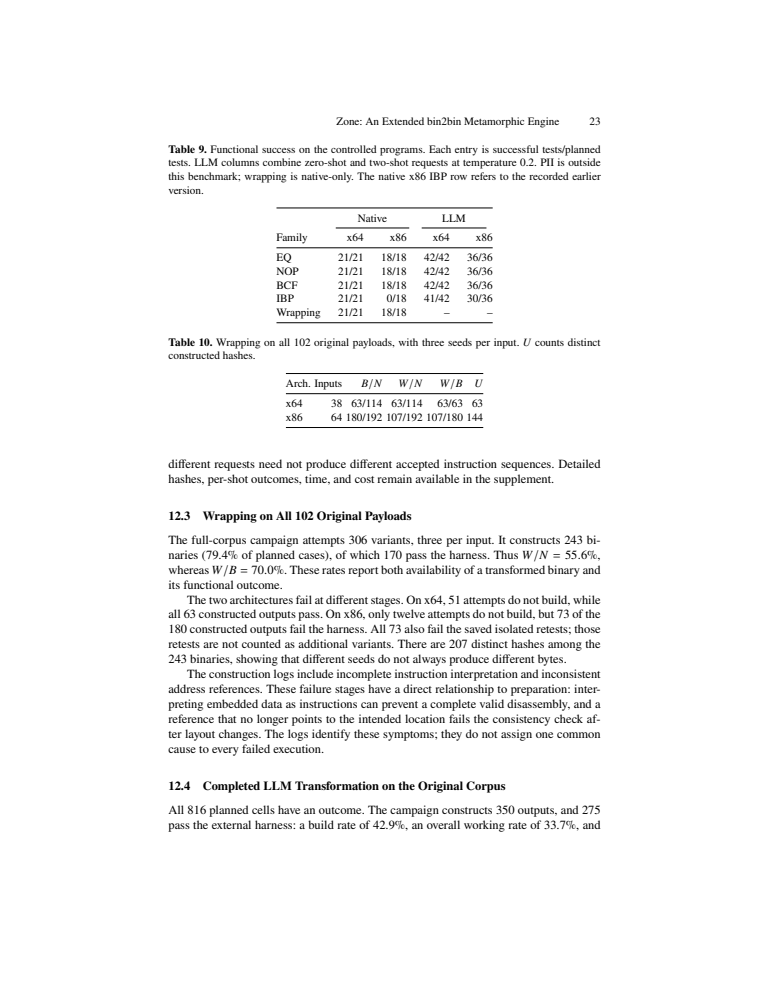 Zone: An Extended bin2bin Metamorphic Engine 23
Table 9. Functional success on the controlled programs. Each entry is successful tests/planned
tests. LLM columns combine zero-shot and two-shot requests at temperature 0.2. PII is outside
this benchmark; wrapping is native-only. The native x86 IBP row refers to the recorded earlier
version.
Native LLM
Family x64 x86 x64 x86
EQ 21/21 18/18 42/42 36/36
NOP 21/21 18/18 42/42 36/36
BCF 21/21 18/18 42/42 36/36
IBP 21/21 0/18 41/42 30/36
Wrapping 21/21 18/18 – –
Table 10. Wrapping on all 102 original payloads, with three seeds per input. U counts distinct
constructed hashes.
Arch. Inputs B/N W/N W/B U
x64 38 63/114 63/114 63/63 63
x86 64 180/192 107/192 107/180 144
different requests need not produce different accepted instruction sequences. Detailed
hashes, per-shot outcomes, time, and cost remain available in the supplement.
12.3 Wrapping on All 102 Original Payloads
The full-corpus campaign attempts 306 variants, three per input. It constructs 243 bi-
naries (79.4% of planned cases), of which 170 pass the harness. Thus W/N = 55.6%,
whereas W/B = 70.0%. These rates report both availability of a transformed binary and
its functional outcome.
The two architectures fail at different stages. On x64, 51 attempts do not build, while
all 63 constructed outputs pass. On x86, only twelve attempts do not build, but 73 of the
180 constructed outputs fail the harness. All 73 also fail the saved isolated retests; those
retests are not counted as additional variants. There are 207 distinct hashes among the
243 binaries, showing that different seeds do not always produce different bytes.
The construction logs include incomplete instruction interpretation and inconsistent
address references. These failure stages have a direct relationship to preparation: inter-
preting embedded data as instructions can prevent a complete valid disassembly, and a
reference that no longer points to the intended location fails the consistency check af-
ter layout changes. The logs identify these symptoms; they do not assign one common
cause to every failed execution.
12.4 Completed LLM Transformation on the Original Corpus
All 816 planned cells have an outcome. The campaign constructs 350 outputs, and 275
pass the external harness: a build rate of 42.9%, an overall working rate of 33.7%, and